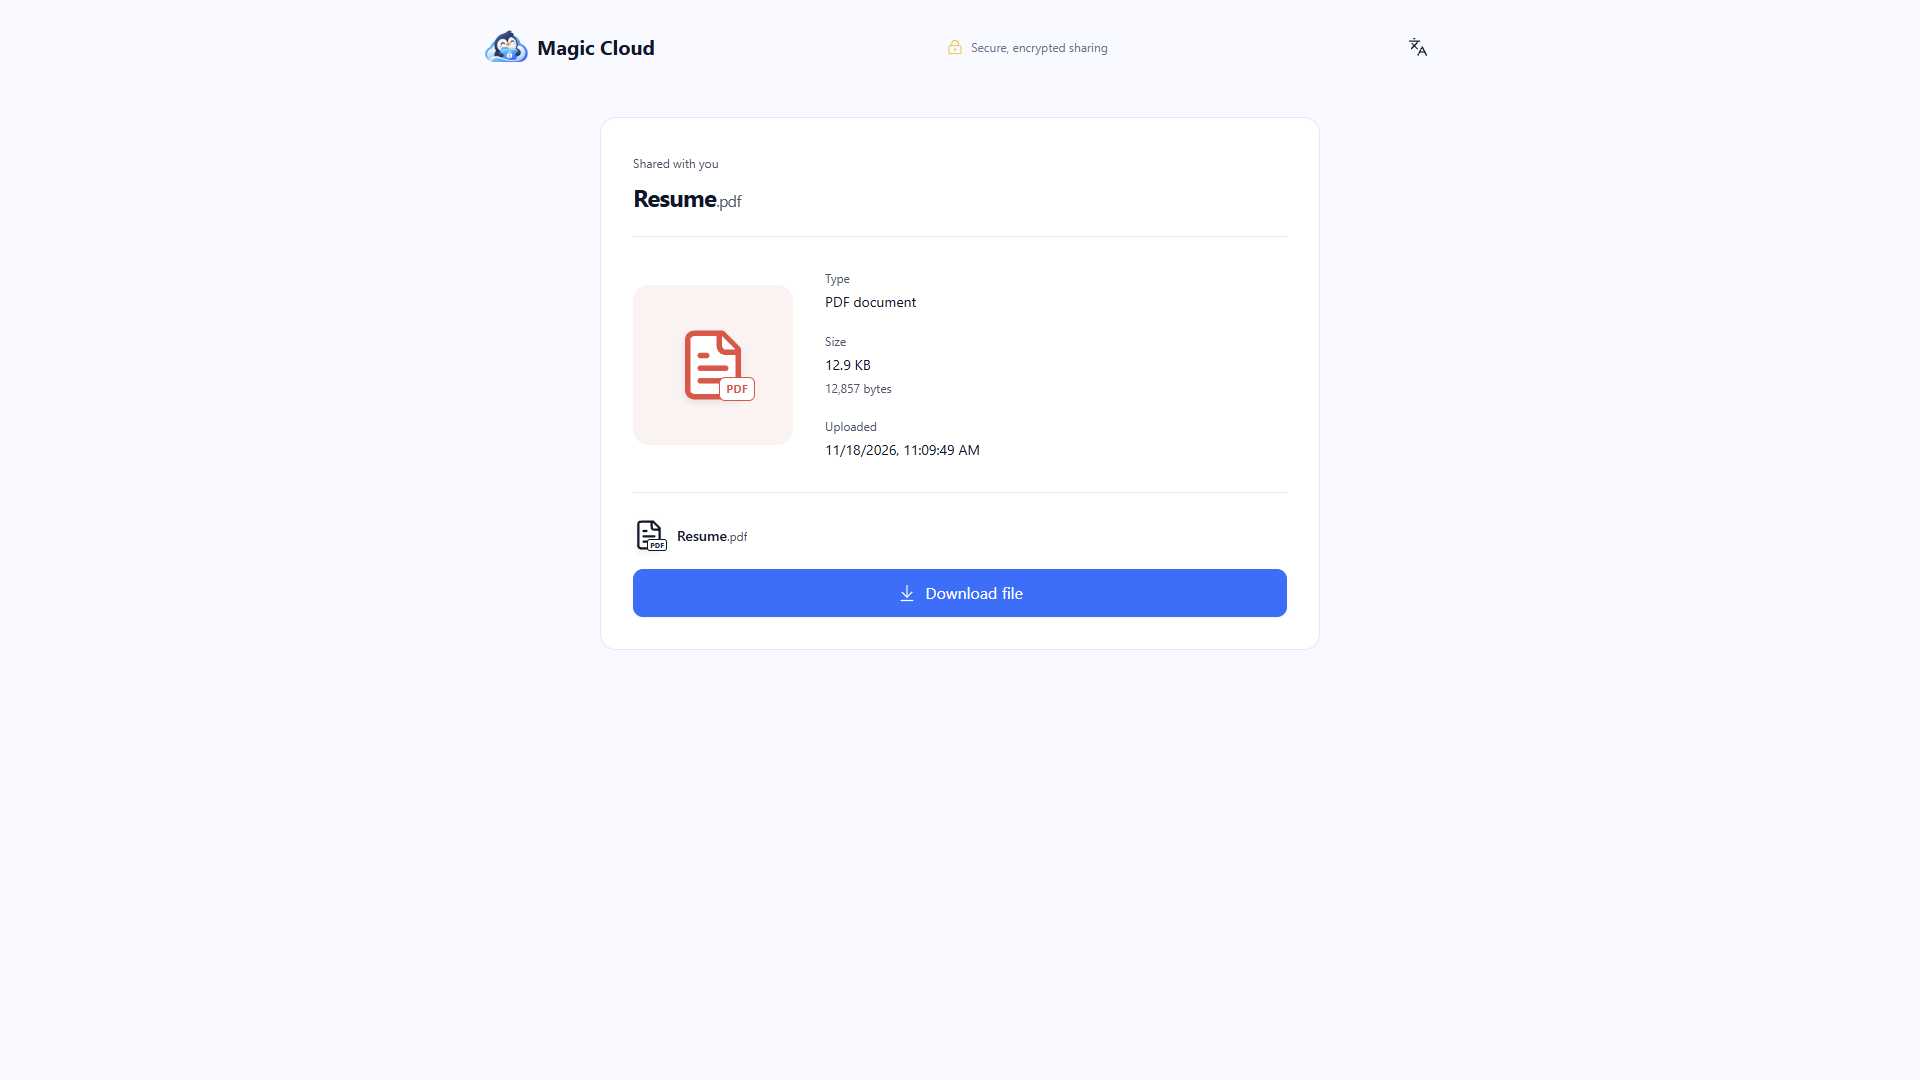 Magic Cloud
Secure, encrypted sharing
Shared with you
Resume.pdf
Type
PDF document
PDF
Size
12.9 KB
12,857 bytes
Uploaded
11/18/2026, 11:09:49 AM
PDF
Resume.pdf
Download file